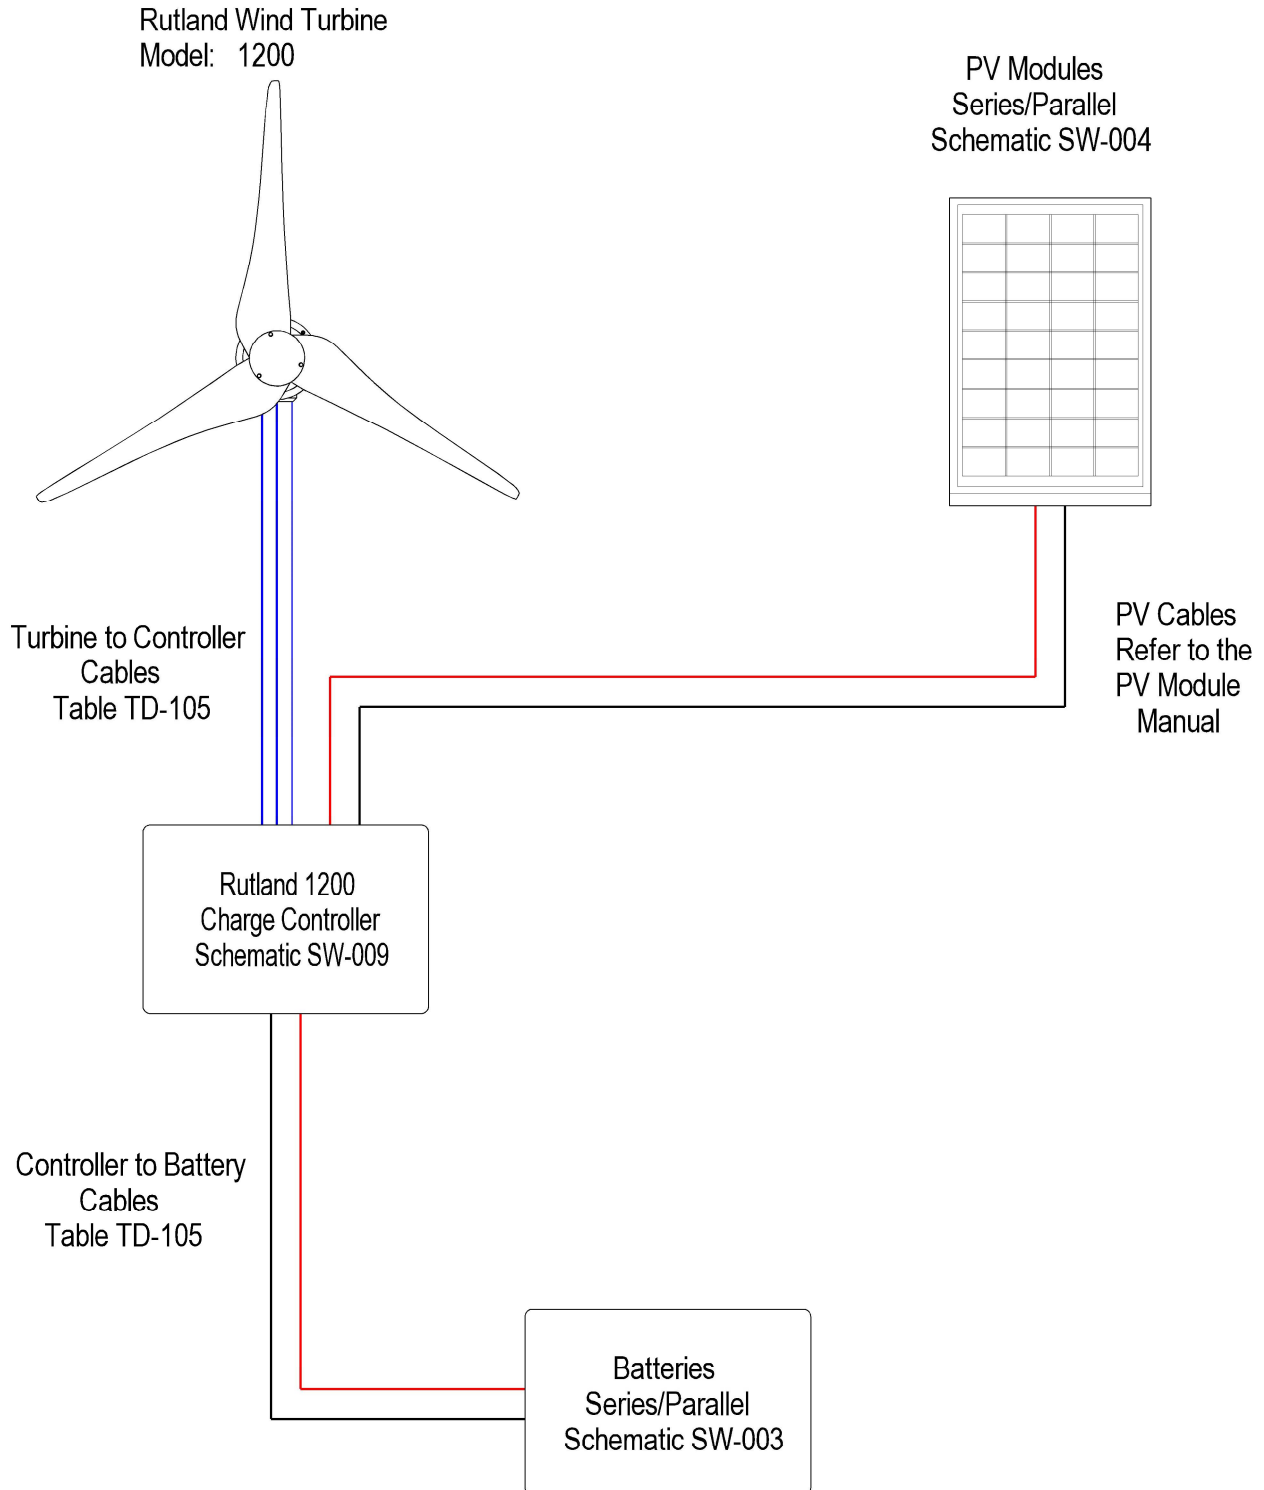 Rutland Wind Turbine
Model: 1200
PV Modules
Series/Parallel
Schematic SW-004
Turbine to Controller
Cables
Table TD-105
PV Cables
Refer to the
PV Module
Manual
Rutland 1200
Charge Controller
Schematic SW-009
Controller to Battery
Cables
Table TD-105
Batteries
Series/Parallel
Schematic SW-003